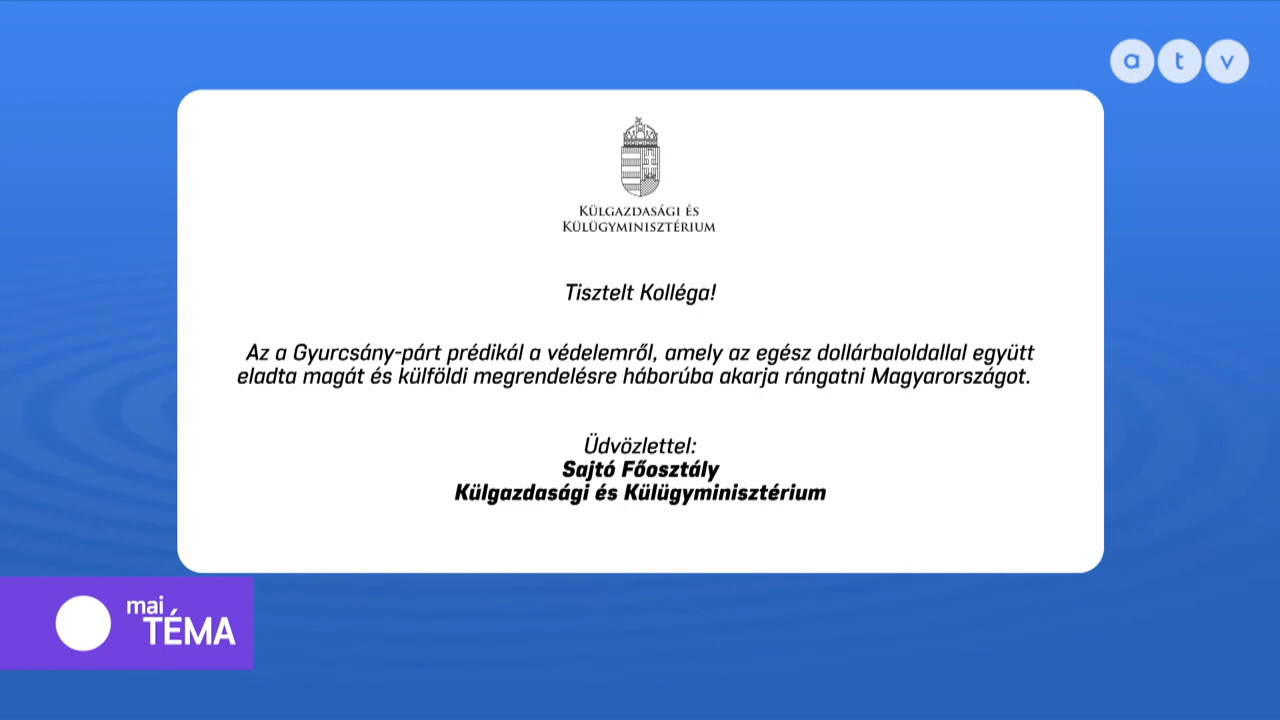 a t v
KÜLGAZDASÁGI ÉS
KÜLÜGYMINISZTÉRIUM
Tisztelt Kolléga!
Az a Gyurcsány-párt prédikál a védelemről, amely az egész dollárbaloldallal együtt
eladta magát és külföldi megrendelésre háborúba akarja rángatni Magyarországot.
Üdvözlettel:
Sajtó Főosztály
Külgazdasági és Külügyminisztérium
mai
TÉMA